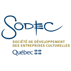 SODEC
SOCIÉTÉ DE DÉVELOPPEMENT
DES ENTREPRISES CULTURELLES
Québec